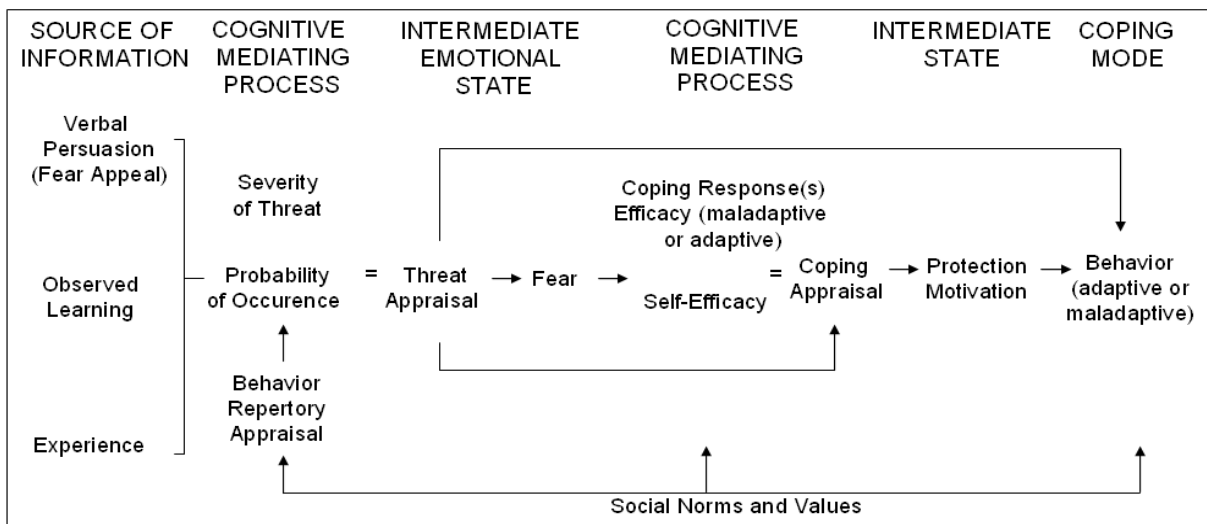 SOURCE OF
INFORMATION
COGNITIVE
MEDIATING
PROCESS
INTERMEDIATE
EMOTIONAL
STATE
COGNITIVE
MEDIATING
PROCESS
INTERMEDIATE
STATE
COPING
MODE
Verbal
Persuasion
(Fear Appeal)
Observed
Learning
Experience
Severity
of Threat
Probability
of Occurence
Behavior
Repertory
Appraisal
=
Threat
Appraisal
Fear
Coping Response(s)
Efficacy (maladaptive
or adaptive)
Self-Efficacy
=
Coping
Appraisal
Protection
Motivation
Behavior
(adaptive or
maladaptive)
Social Norms and Values